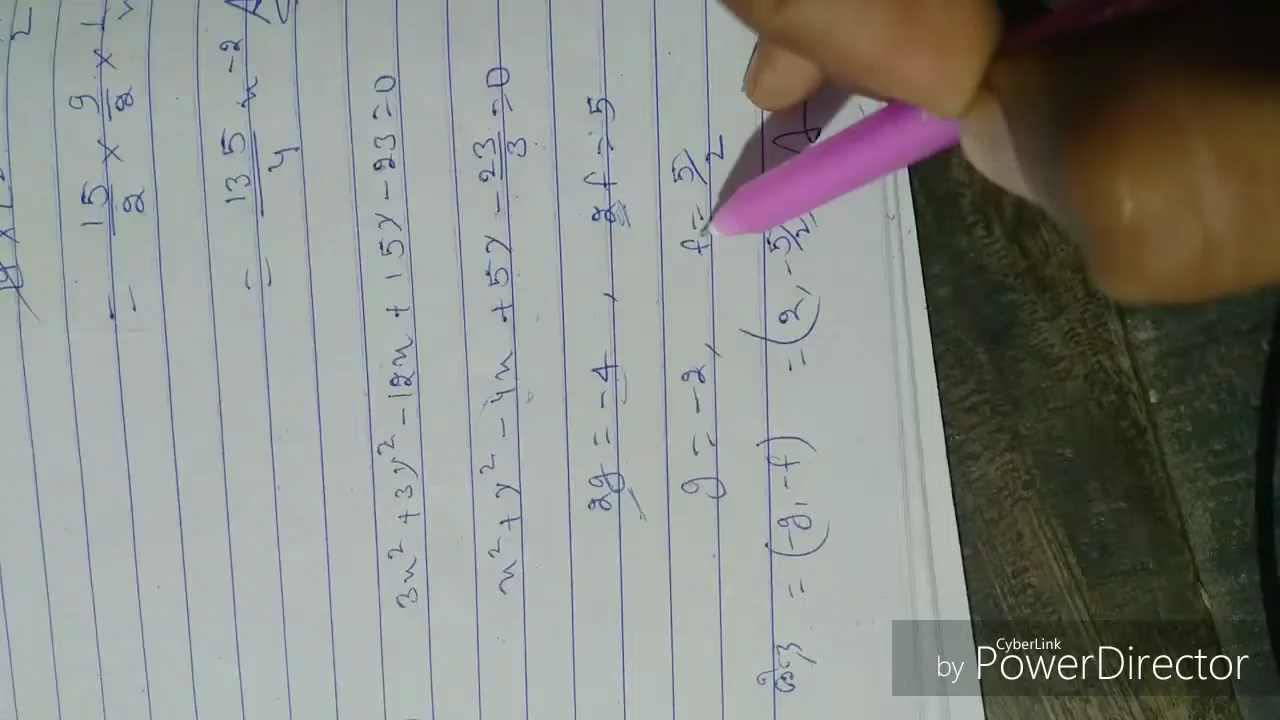 = 15/2 × 9/2 ×
= 135/4 x⁻²
3x² + 3y² - 12x + 15y - 23 = 0
x² + y² - 4x + 5y - 23/3 = 0
2g = -4 , 2f = 5
g = -2, f = 5/2
= (-g, -f) = (2, -5/2)
CyberLink
by PowerDirector